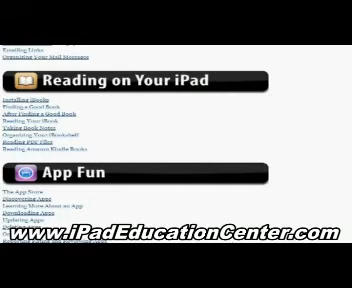 Emailing Links
Organizing Your Mail Messages
Reading on Your iPad
Installing iBooks
Finding a Good Book
After Finding a Good Book
Reading Your iBook
Taking Book Notes
Organizing Your iBookshelf
Reading PDF Files
Reading Amazon Kindle Books
App Fun
The App Store
Discovering Apps
Learning More About an App
Downloading Apps
Updating Apps
www.iPadEducationCenter.com